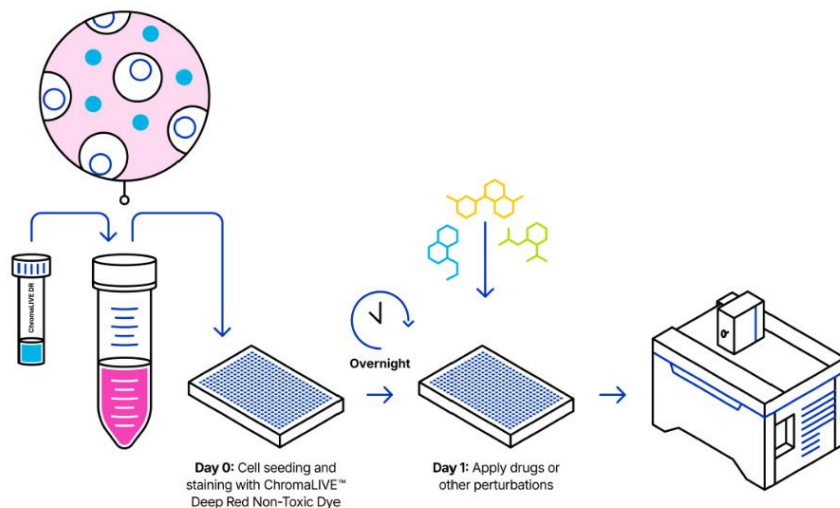 ChromaLIVE DR
Overnight
Day 0: Cell seeding and
staining with ChromaLIVE™
Deep Red Non-Toxic Dye
Day 1: Apply drugs or
other perturbations